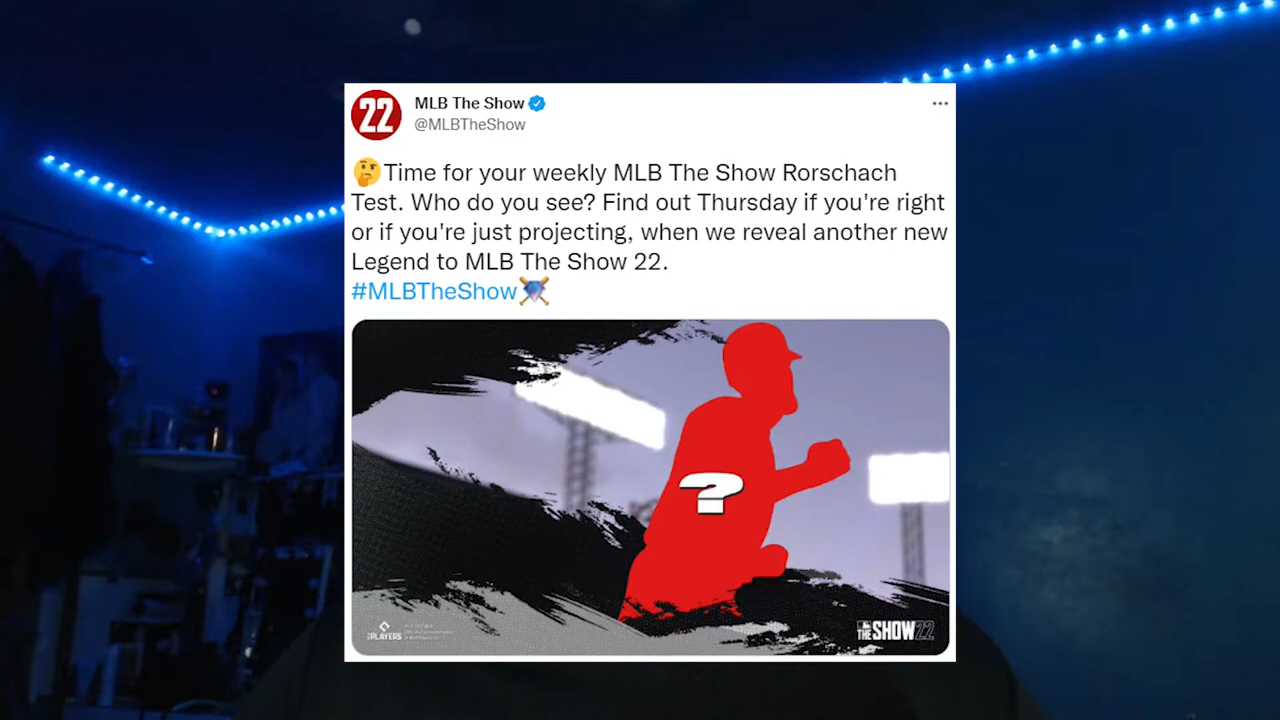 22
MLB The Show
@MLBTheShow
🤔Time for your weekly MLB The Show Rorschach
Test. Who do you see? Find out Thursday if you're right
or if you're just projecting, when we reveal another new
Legend to MLB The Show 22.
#MLBTheShow
?
PLAYERS
THE SHOW 22